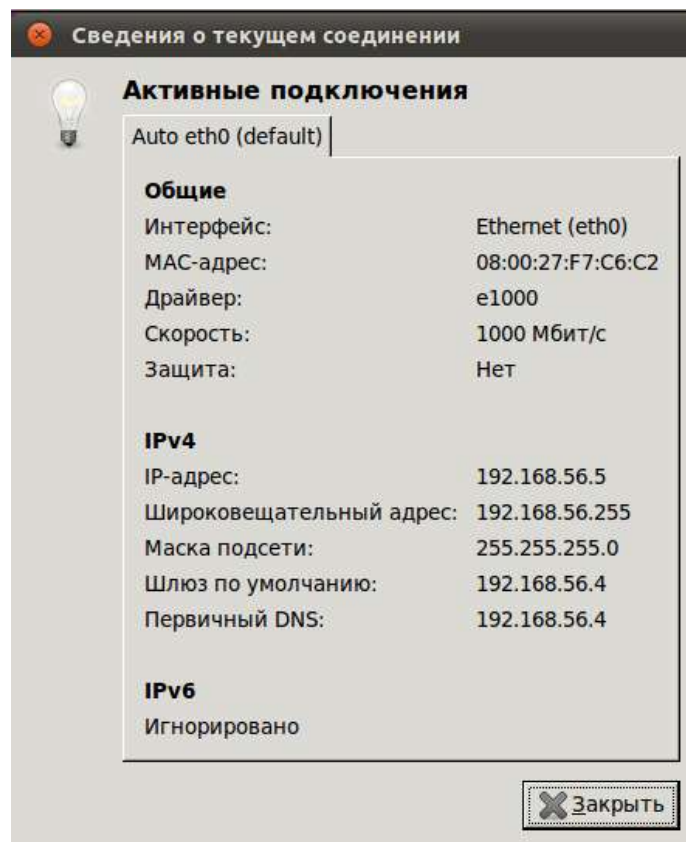 Сведения о текущем соединении
Активные подключения
Auto eth0 (default)
Общие
Интерфейс: Ethernet (eth0)
MAC-адрес: 08:00:27:F7:C6:C2
Драйвер: e1000
Скорость: 1000 Мбит/с
Защита: Нет
IPv4
IP-адрес: 192.168.56.5
Широковещательный адрес: 192.168.56.255
Маска подсети: 255.255.255.0
Шлюз по умолчанию: 192.168.56.4
Первичный DNS: 192.168.56.4
IPv6
Игнорировано
Закрыть